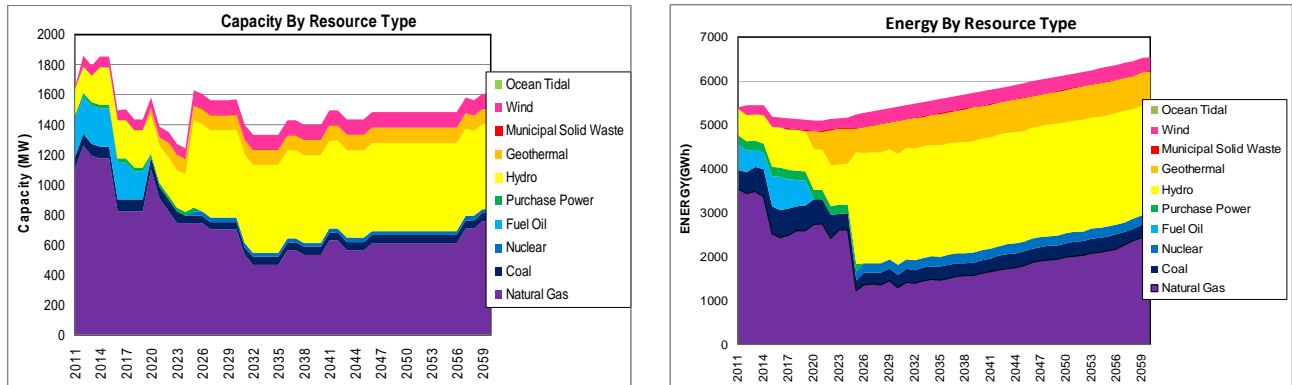 Capacity By Resource Type
Capacity (MW)
2000
1800
1600
1400
1200
1000
800
600
400
200
0
2011
2014
2017
2020
2023
2026
2029
2032
2035
2038
2041
2044
2047
2050
2053
2056
2059
Ocean Tidal
Wind
Municipal Solid Waste
Geothermal
Hydro
Purchase Power
Fuel Oil
Nuclear
Coal
Natural Gas
Energy By Resource Type
ENERGY(GWh)
7000
6000
5000
4000
3000
2000
1000
0
2011
2014
2017
2020
2023
2026
2029
2032
2035
2038
2041
2044
2047
2050
2053
2056
2059
Ocean Tidal
Wind
Municipal Solid Waste
Geothermal
Hydro
Purchase Power
Fuel Oil
Nuclear
Coal
Natural Gas